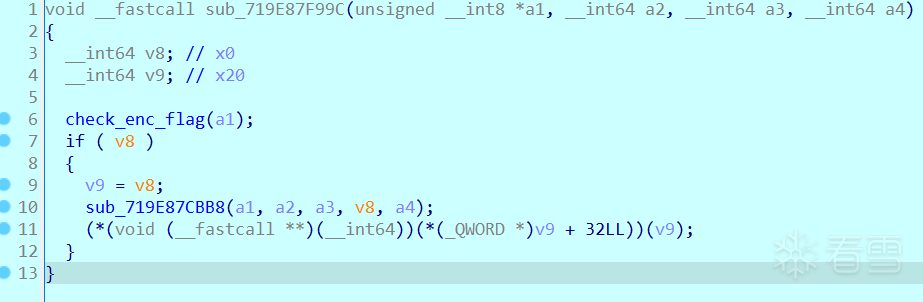 1 void __fastcall sub_719E87F99C(unsigned __int8 *a1, __int64 a2, __int64 a3, __int64 a4)
2 {
3   __int64 v8; // x0
4   __int64 v9; // x20
5
6   check_enc_flag(a1);
7   if ( v8 )
8   {
9     v9 = v8;
10     sub_719E87CBB8(a1, a2, a3, v8, a4);
11     (*(void (__fastcall **)(__int64))(*(_QWORD *)v9 + 32LL))(v9);
12   }
13 }
看雪